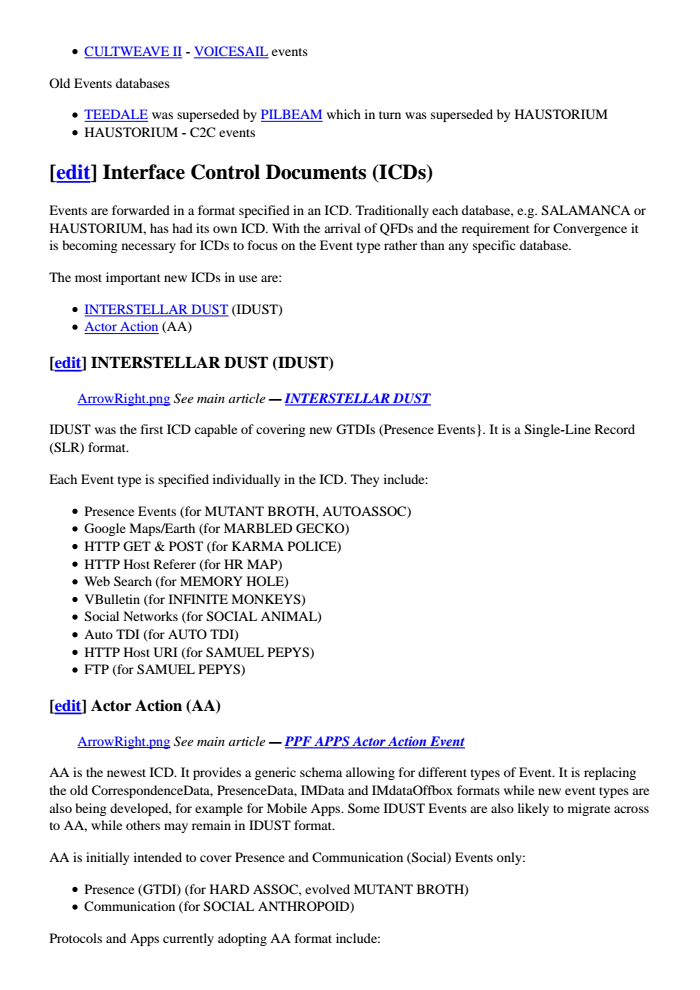 • CULTWEAVE II - VOICESAIL events
Old Events databases
• TEEDALE was superseded by PILBEAM which in turn was superseded by HAUSTORIUM
• HAUSTORIUM - C2C events
[edit] Interface Control Documents (ICDs)
Events are forwarded in a format specified in an ICD. Traditionally each database, e.g. SALAMANCA or
HAUSTORIUM, has had its own ICD. With the arrival of QFDs and the requirement for Convergence it
is becoming necessary for ICDs to focus on the Event type rather than any specific database.
The most important new ICDs in use are:
• INTERSTELLAR DUST (IDUST)
• Actor Action (AA)
[edit] INTERSTELLAR DUST (IDUST)
ArrowRight.png See main article — INTERSTELLAR DUST
IDUST was the first ICD capable of covering new GTDIs (Presence Events}. It is a Single-Line Record
(SLR) format.
Each Event type is specified individually in the ICD. They include:
• Presence Events (for MUTANT BROTH, AUTOASSOC)
• Google Maps/Earth (for MARBLED GECKO)
• HTTP GET & POST (for KARMA POLICE)
• HTTP Host Referer (for HR MAP)
• Web Search (for MEMORY HOLE)
• VBulletin (for INFINITE MONKEYS)
• Social Networks (for SOCIAL ANIMAL)
• Auto TDI (for AUTO TDI)
• HTTP Host URI (for SAMUEL PEPYS)
• FTP (for SAMUEL PEPYS)
[edit] Actor Action (AA)
ArrowRight.png See main article — PPF APPS Actor Action Event
AA is the newest ICD. It provides a generic schema allowing for different types of Event. It is replacing
the old CorrespondenceData, PresenceData, IMData and IMdataOffbox formats while new event types are
also being developed, for example for Mobile Apps. Some IDUST Events are also likely to migrate across
to AA, while others may remain in IDUST format.
AA is initially intended to cover Presence and Communication (Social) Events only:
• Presence (GTDI) (for HARD ASSOC, evolved MUTANT BROTH)
• Communication (for SOCIAL ANTHROPOID)
Protocols and Apps currently adopting AA format include: